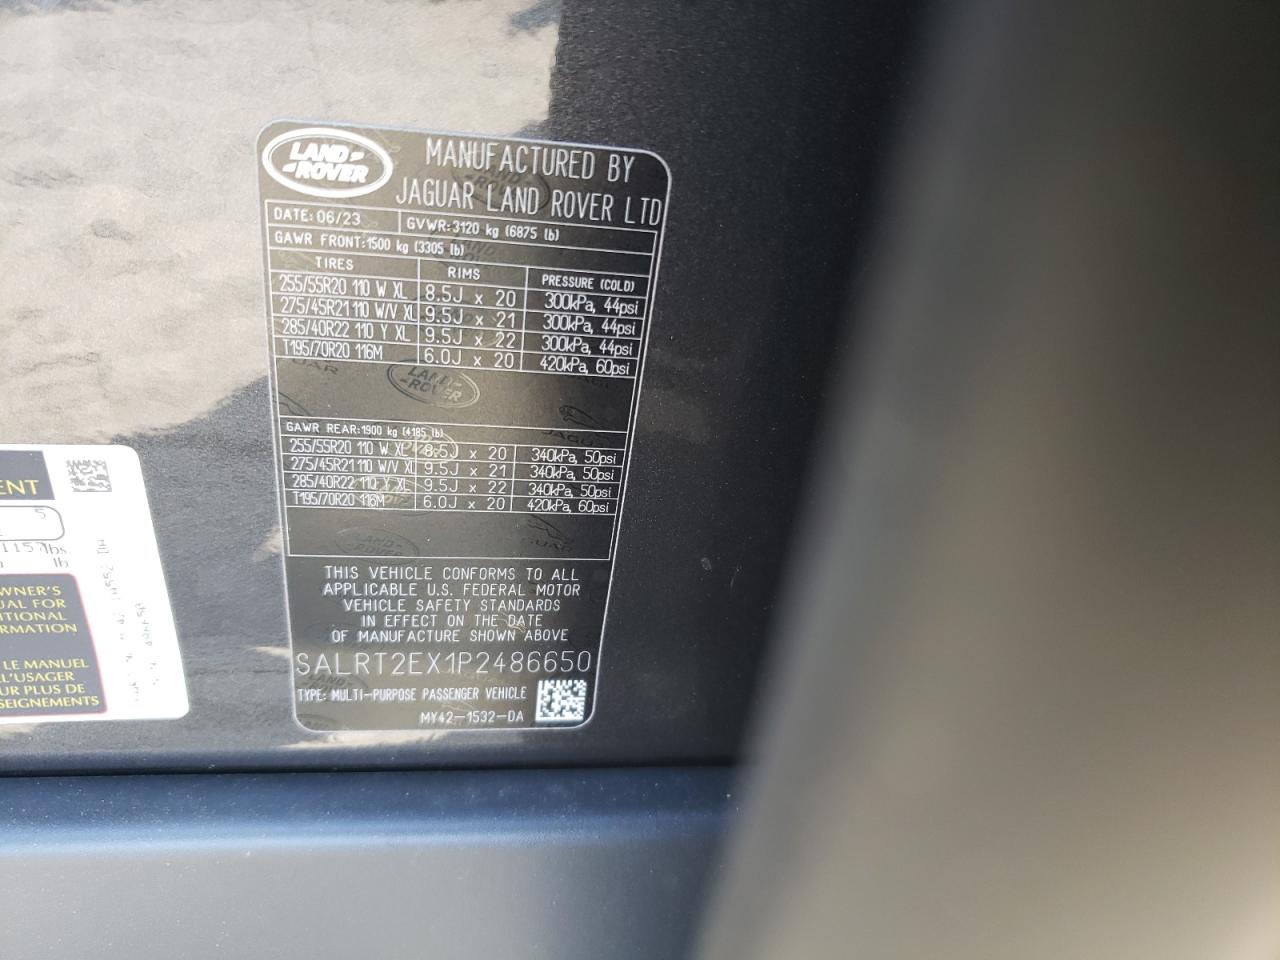 LAND
ROVER
MANUFACTURED BY
JAGUAR LAND ROVER LTD
DATE: 06/23 GVWR: 3120 kg (6875 lb)
GAWR FRONT: 1500 kg (3305 lb)
TIRES RIMS PRESSURE (COLD)
255/55R20 110 W XL 8.5J x 20 300kPa, 44psi
275/45R21 110 W/V XL 9.5J x 21 300kPa, 44psi
285/40R22 110 Y XL 9.5J x 22 300kPa, 44psi
T195/70R20 116M 6.0J x 20 420kPa, 60psi
LAND
ROVER
GAWR REAR: 1900 kg (4185 lb)
255/55R20 110 W XL 8.5J x 20 340kPa, 50psi
275/45R21 110 W/V XL 9.5J x 21 340kPa, 50psi
285/40R22 110 Y XL 9.5J x 22 340kPa, 50psi
T195/70R20 116M 6.0J x 20 420kPa, 60psi
THIS VEHICLE CONFORMS TO ALL
APPLICABLE U.S. FEDERAL MOTOR
VEHICLE SAFETY STANDARDS
IN EFFECT ON THE DATE
OF MANUFACTURE SHOWN ABOVE
SALRT2EX1P2486650
TYPE: MULTI-PURPOSE PASSENGER VEHICLE
MY42-1532-DA
ENT
5
1157lbs
lb
WNER'S
UAL FOR
ITIONAL
RMATION
LE MANUEL
L'USAGER
UR PLUS DE
SEIGNEMENTS